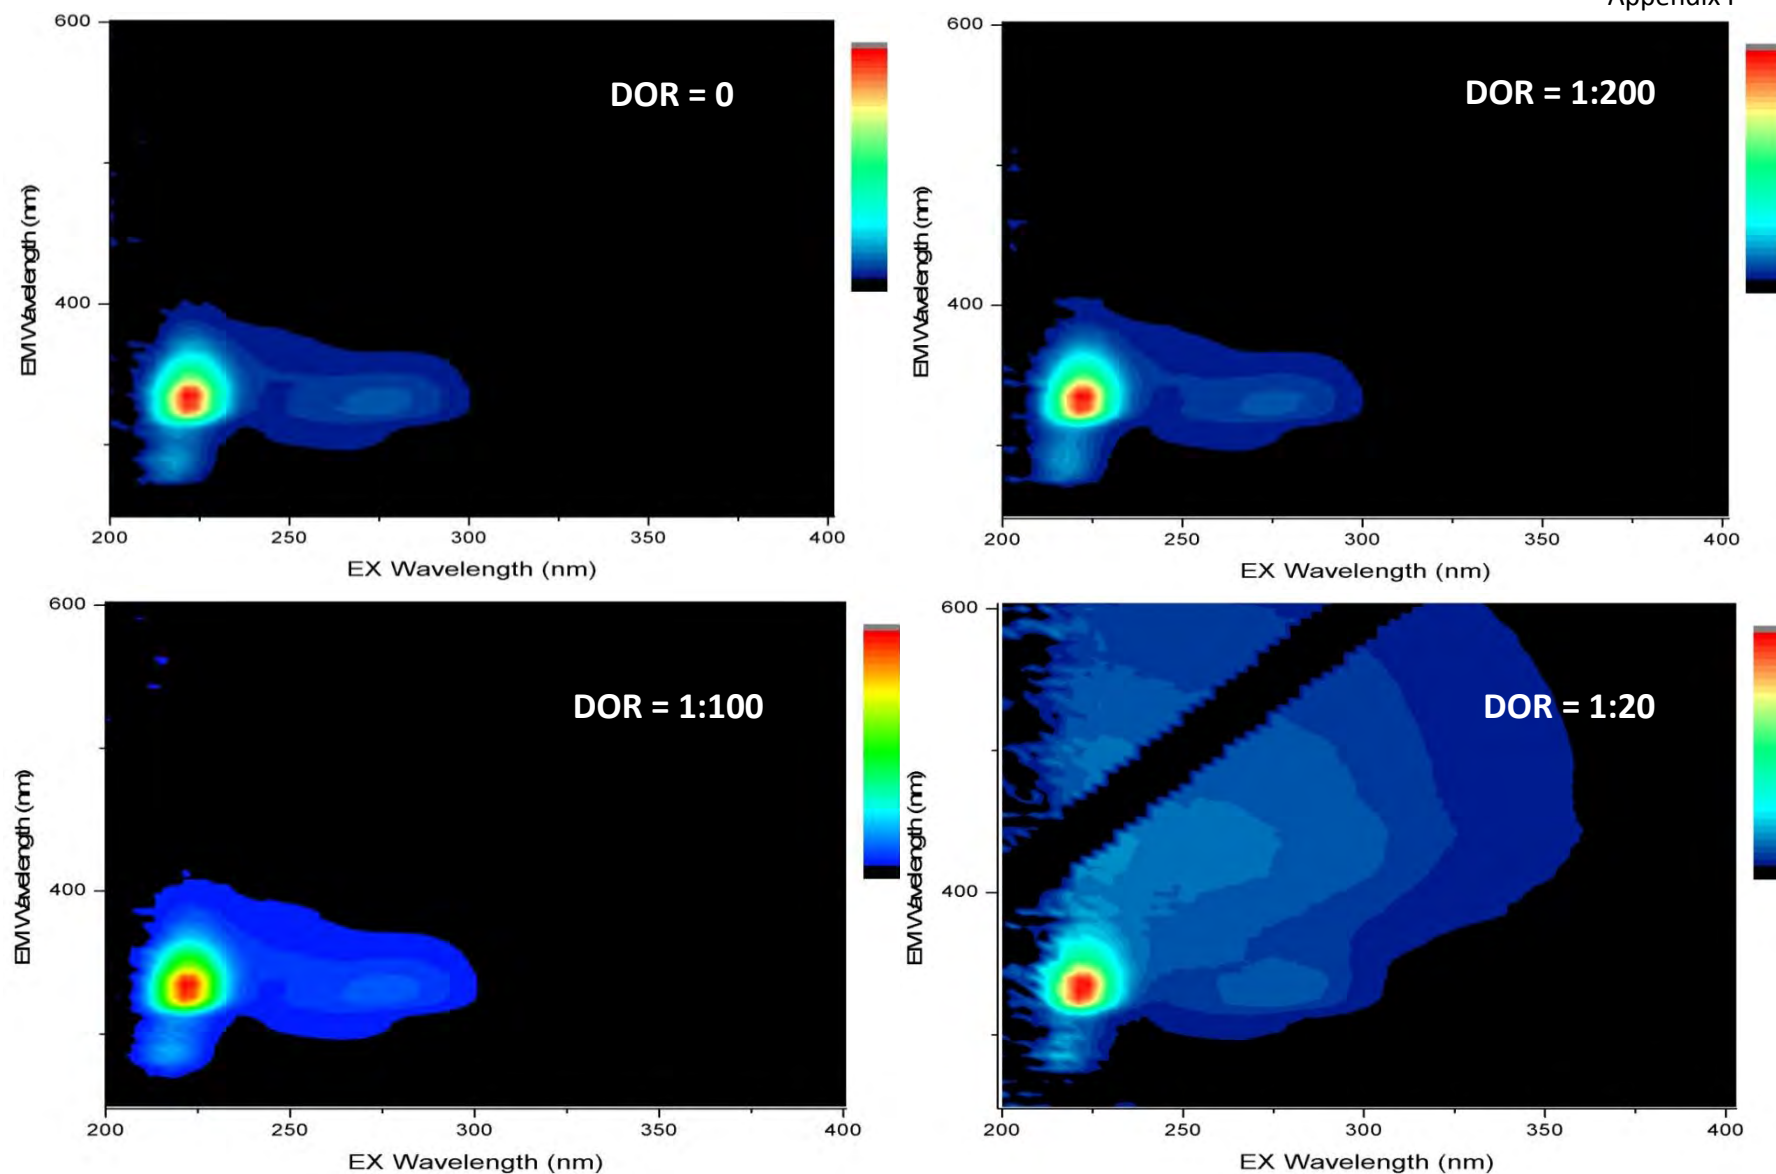 600
DOR = 0
400
EM Wavelength (nm)
200 250 300 350 400
EX Wavelength (nm)
600
DOR = 1:200
400
EM Wavelength (nm)
200 250 300 350 400
EX Wavelength (nm)
600
DOR = 1:100
400
EM Wavelength (nm)
200 250 300 350 400
EX Wavelength (nm)
600
DOR = 1:20
400
EM Wavelength (nm)
200 250 300 350 400
EX Wavelength (nm)